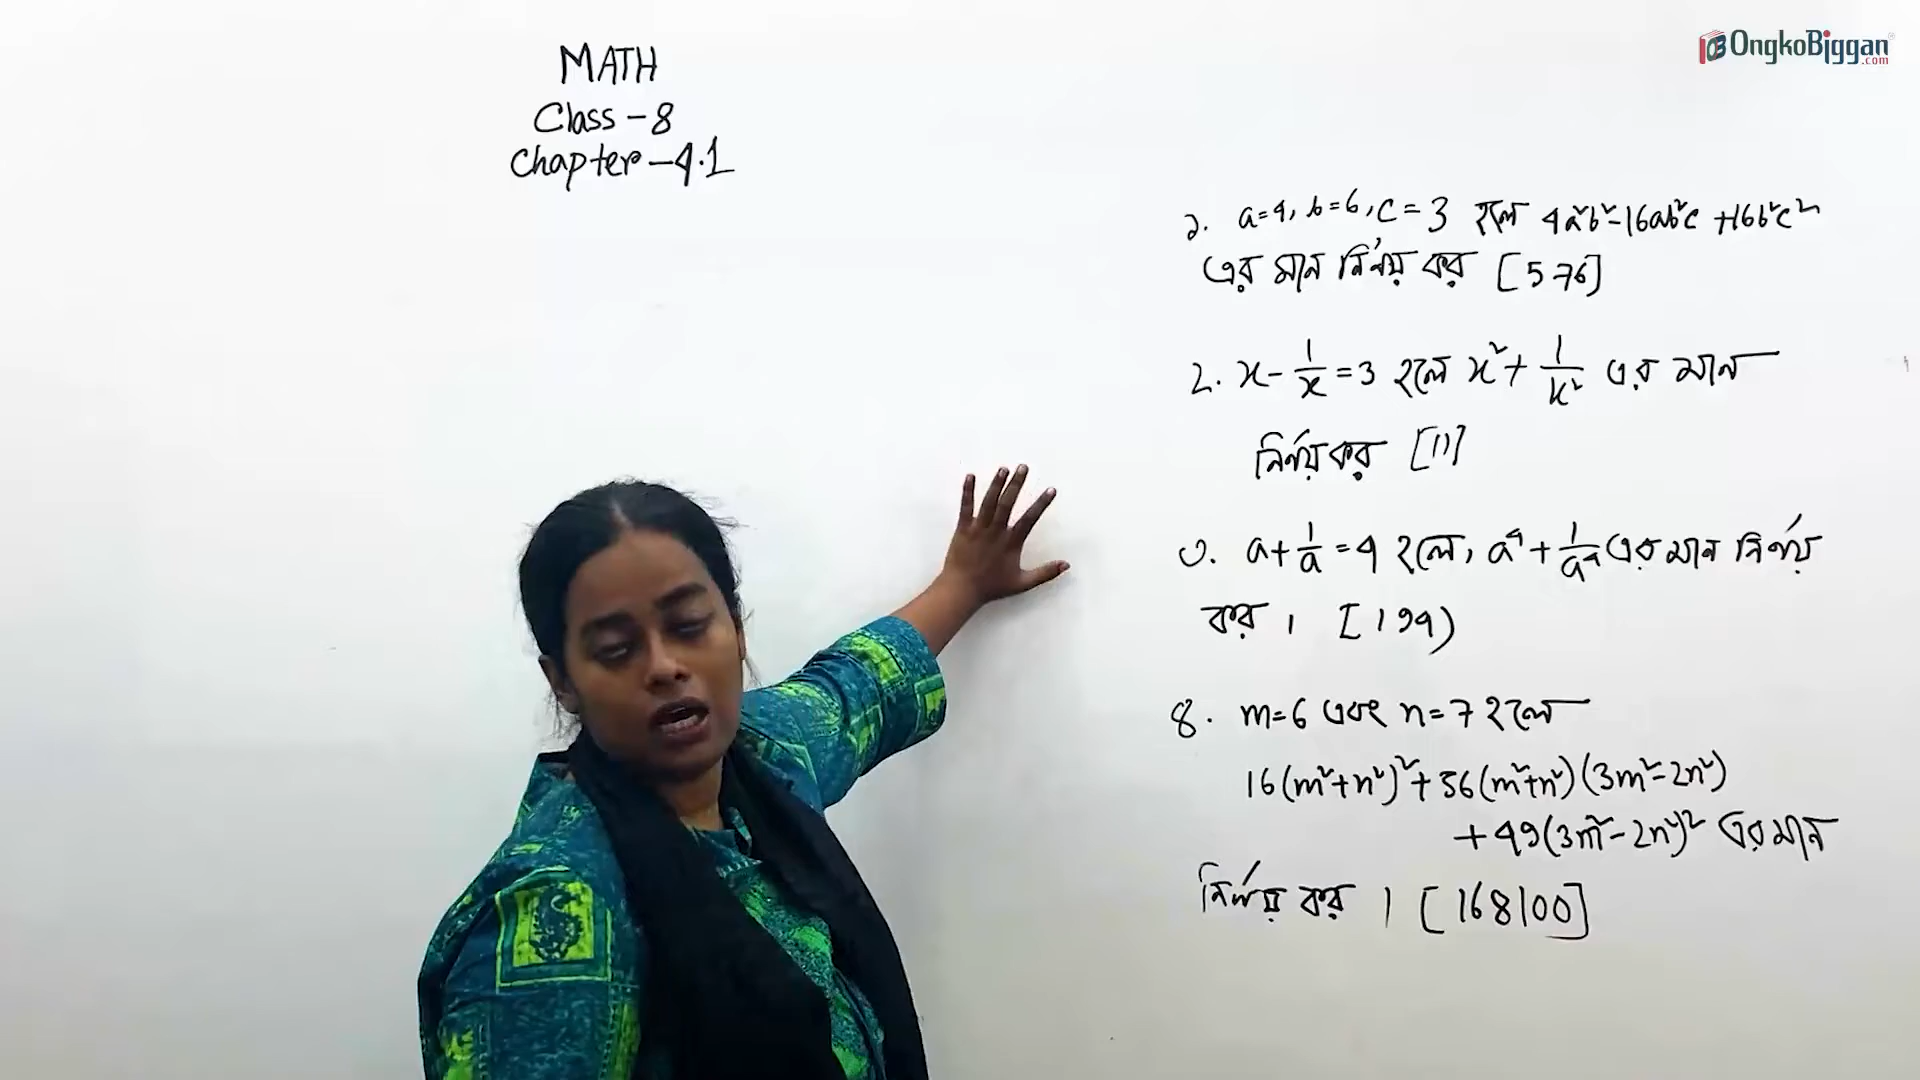 OngkoBiggan
.com
MATH
Class-8
Chapter-4.1
১. a=4, b=6, c=3 হলে 4a²b²-16ab²c+16b²c²
এর মান নির্ণয় কর [576]
২. x - 1/x = 3 হলে x² + 1/x² এর মান
নির্ণয় কর [11]
৩. a + 1/a = 4 হলে, a⁴ + 1/a⁴ এর মান নির্ণয়
কর । [194)
৪. m=6 এবং n=7 হলে
16(m²+n²)²+56(m²+n²)(3m²-2n²)
+49(3m²-2n²)² এর মান
নির্ণয় কর । [168100]